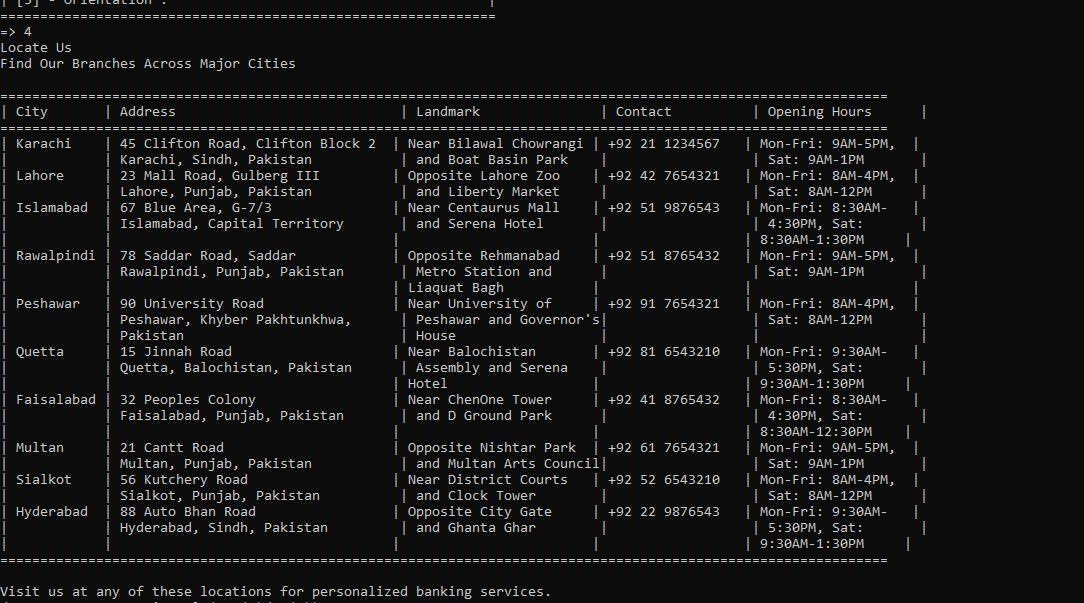 | [5] - Orientation . |
==============================================================
=> 4
Locate Us
Find Our Branches Across Major Cities
===============================================================================================================
| City | Address | Landmark | Contact | Opening Hours |
===============================================================================================================
| Karachi | 45 Clifton Road, Clifton Block 2 | Near Bilawal Chowrangi | +92 21 1234567 | Mon-Fri: 9AM-5PM, |
| | Karachi, Sindh, Pakistan | and Boat Basin Park | | Sat: 9AM-1PM |
| Lahore | 23 Mall Road, Gulberg III | Opposite Lahore Zoo | +92 42 7654321 | Mon-Fri: 8AM-4PM, |
| | Lahore, Punjab, Pakistan | and Liberty Market | | Sat: 8AM-12PM |
| Islamabad | 67 Blue Area, G-7/3 | Near Centaurus Mall | +92 51 9876543 | Mon-Fri: 8:30AM- |
| | Islamabad, Capital Territory | and Serena Hotel | | 4:30PM, Sat: |
| | | | | 8:30AM-1:30PM |
| Rawalpindi | 78 Saddar Road, Saddar | Opposite Rehmanabad | +92 51 8765432 | Mon-Fri: 9AM-5PM, |
| | Rawalpindi, Punjab, Pakistan | Metro Station and | | Sat: 9AM-1PM |
| | | Liaquat Bagh | | |
| Peshawar | 90 University Road | Near University of | +92 91 7654321 | Mon-Fri: 8AM-4PM, |
| | Peshawar, Khyber Pakhtunkhwa, | Peshawar and Governor's| | Sat: 8AM-12PM |
| | Pakistan | House | | |
| Quetta | 15 Jinnah Road | Near Balochistan | +92 81 6543210 | Mon-Fri: 9:30AM- |
| | Quetta, Balochistan, Pakistan | Assembly and Serena | | 5:30PM, Sat: |
| | | Hotel | | 9:30AM-1:30PM |
| Faisalabad | 32 Peoples Colony | Near ChenOne Tower | +92 41 8765432 | Mon-Fri: 8:30AM- |
| | Faisalabad, Punjab, Pakistan | and D Ground Park | | 4:30PM, Sat: |
| | | | | 8:30AM-12:30PM |
| Multan | 21 Cantt Road | Opposite Nishtar Park | +92 61 7654321 | Mon-Fri: 9AM-5PM, |
| | Multan, Punjab, Pakistan | and Multan Arts Council| | Sat: 9AM-1PM |
| Sialkot | 56 Kutchery Road | Near District Courts | +92 52 6543210 | Mon-Fri: 8AM-4PM, |
| | Sialkot, Punjab, Pakistan | and Clock Tower | | Sat: 8AM-12PM |
| Hyderabad | 88 Auto Bhan Road | Opposite City Gate | +92 22 9876543 | Mon-Fri: 9:30AM- |
| | Hyderabad, Sindh, Pakistan | and Ghanta Ghar | | 5:30PM, Sat: |
| | | | | 9:30AM-1:30PM |
===============================================================================================================
Visit us at any of these locations for personalized banking services.